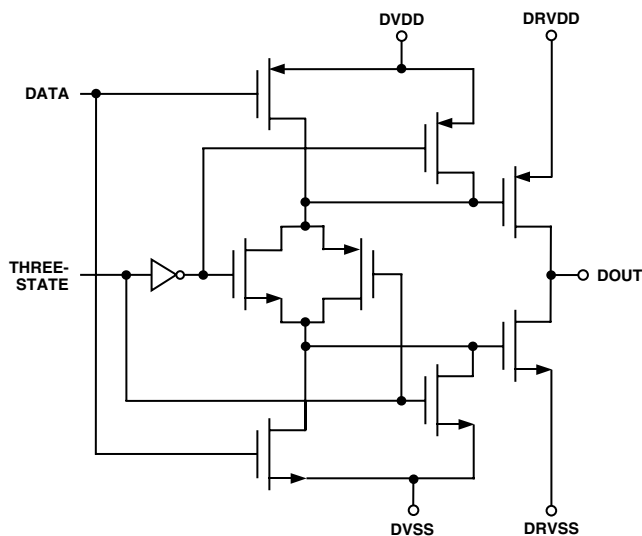 DVDD
DRVDD
DATA
THREE-
STATE
DOUT
DVSS
DRVSS